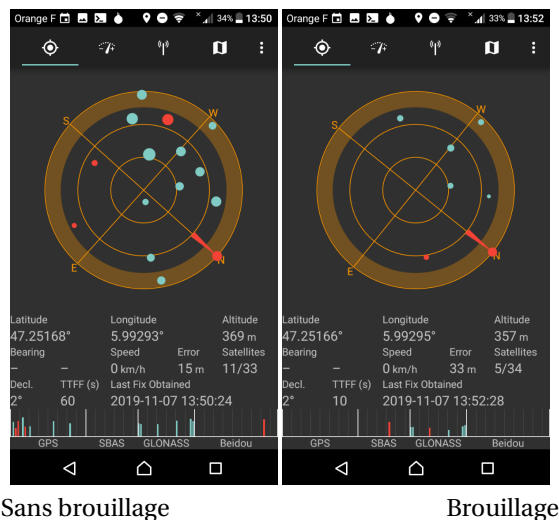 Orange F 34% 13:50
S
W
E
N
Latitude Longitude Altitude
47.25168° 5.99293° 369 m
Bearing Speed Error Satellites
– – 0 km/h 15 m 11/33
Decl. TTFF (s) Last Fix Obtained
2° 60 2019-11-07 13:50:24
GPS SBAS GLONASS Beidou
Sans brouillage
Orange F 33% 13:52
S
W
E
N
Latitude Longitude Altitude
47.25166° 5.99295° 357 m
Bearing Speed Error Satellites
– – 0 km/h 33 m 5/34
Decl. TTFF (s) Last Fix Obtained
2° 10 2019-11-07 13:52:28
GPS SBAS GLONASS Beidou
Brouillage